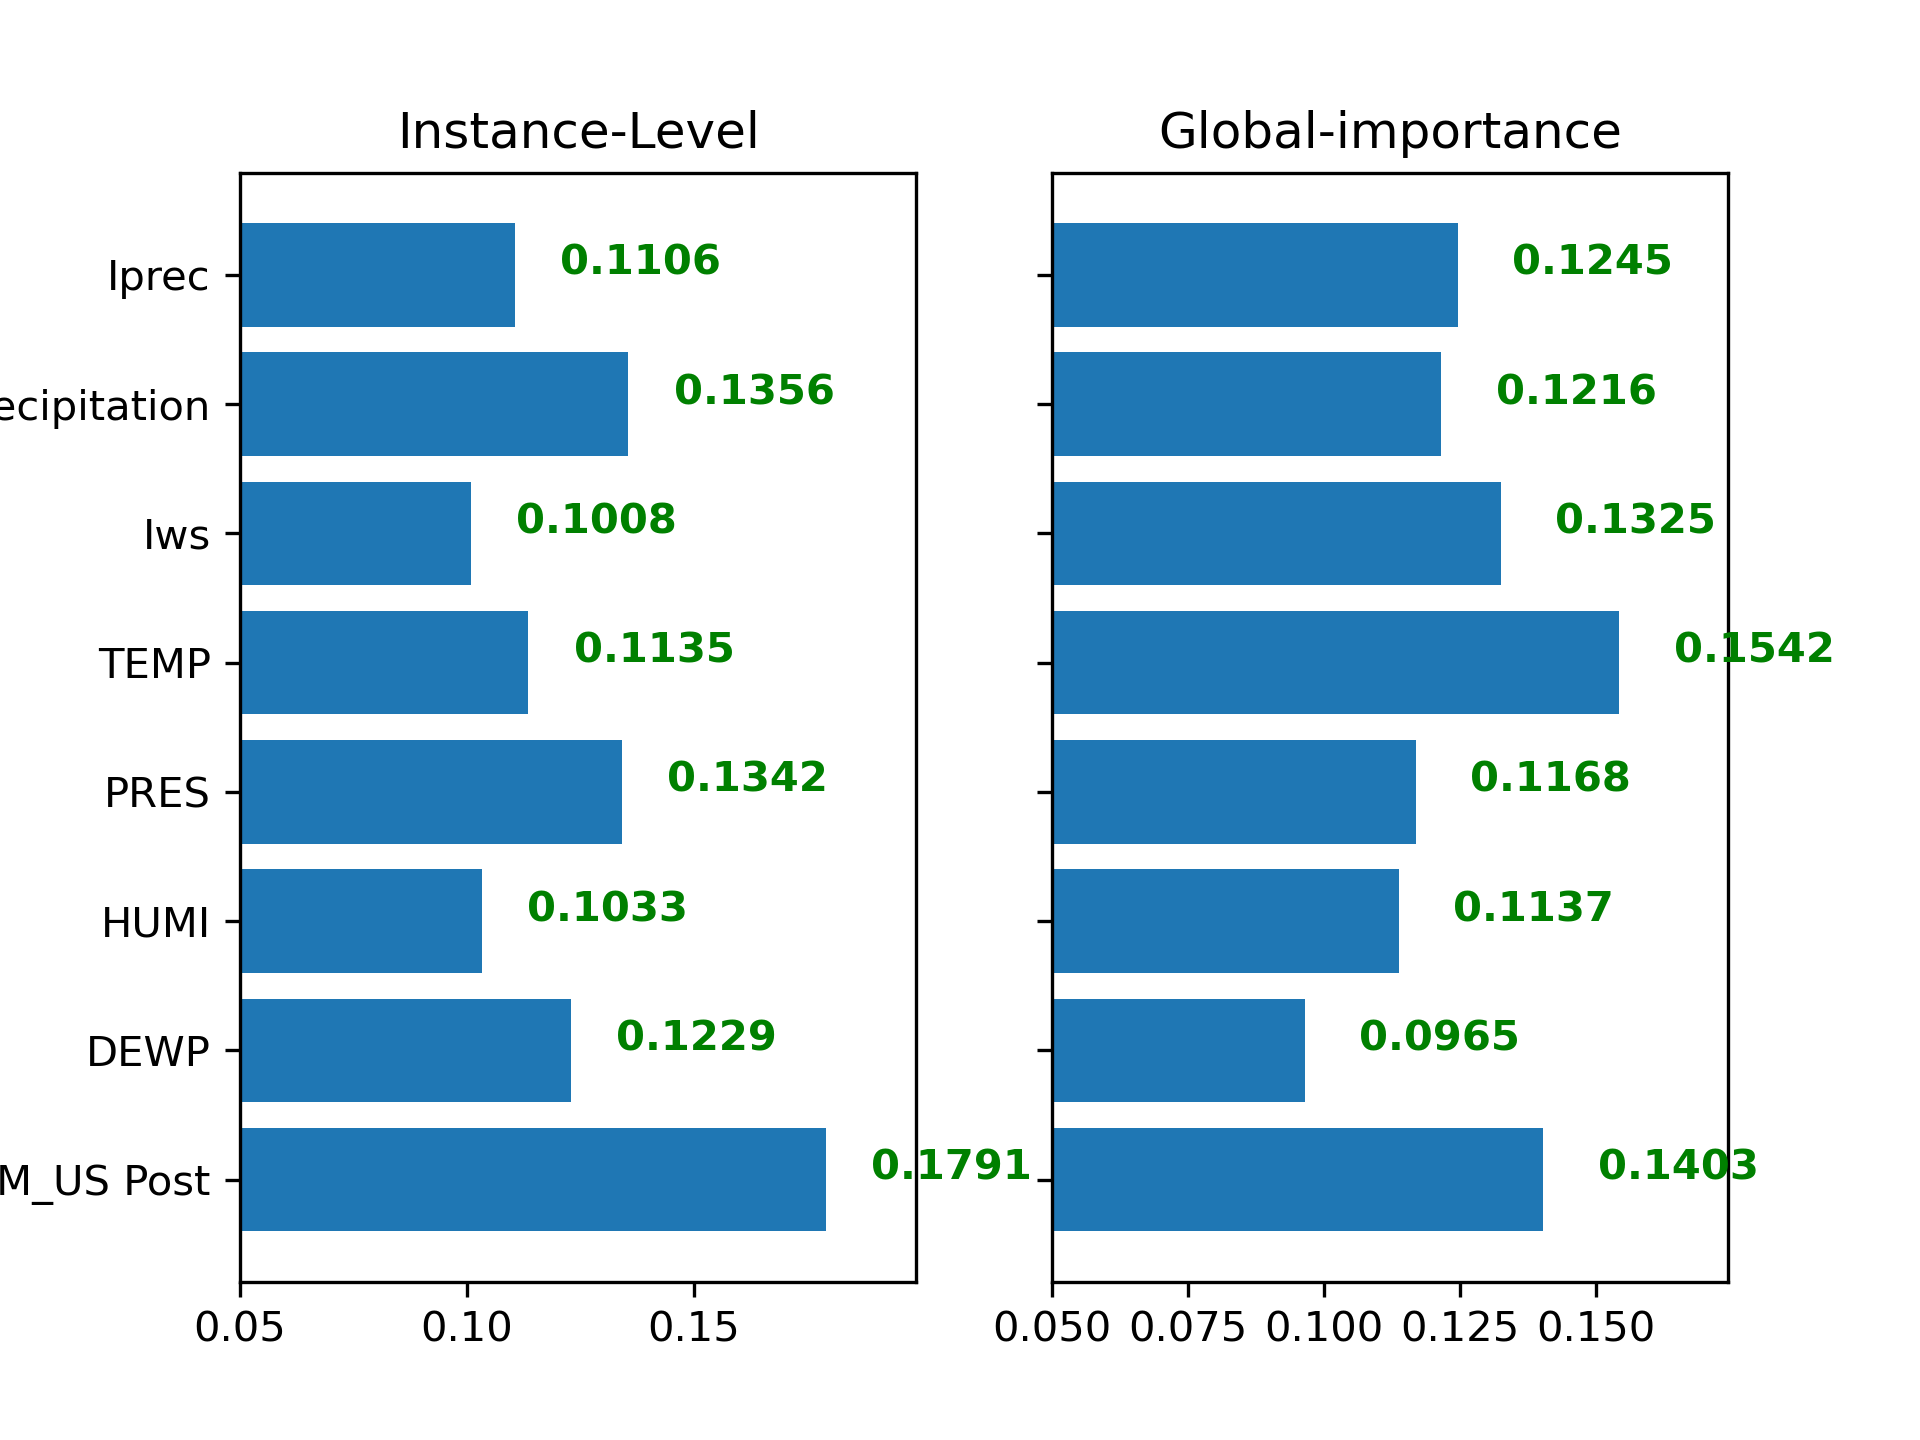 Instance-Level Global-importance
Iprec 0.1106 0.1245
ecipitation 0.1356 0.1216
Iws 0.1008 0.1325
TEMP 0.1135 0.1542
PRES 0.1342 0.1168
HUMI 0.1033 0.1137
DEWP 0.1229 0.0965
M_US Post 0.1791 0.1403
0.05 0.10 0.15 0.050 0.075 0.100 0.125 0.150